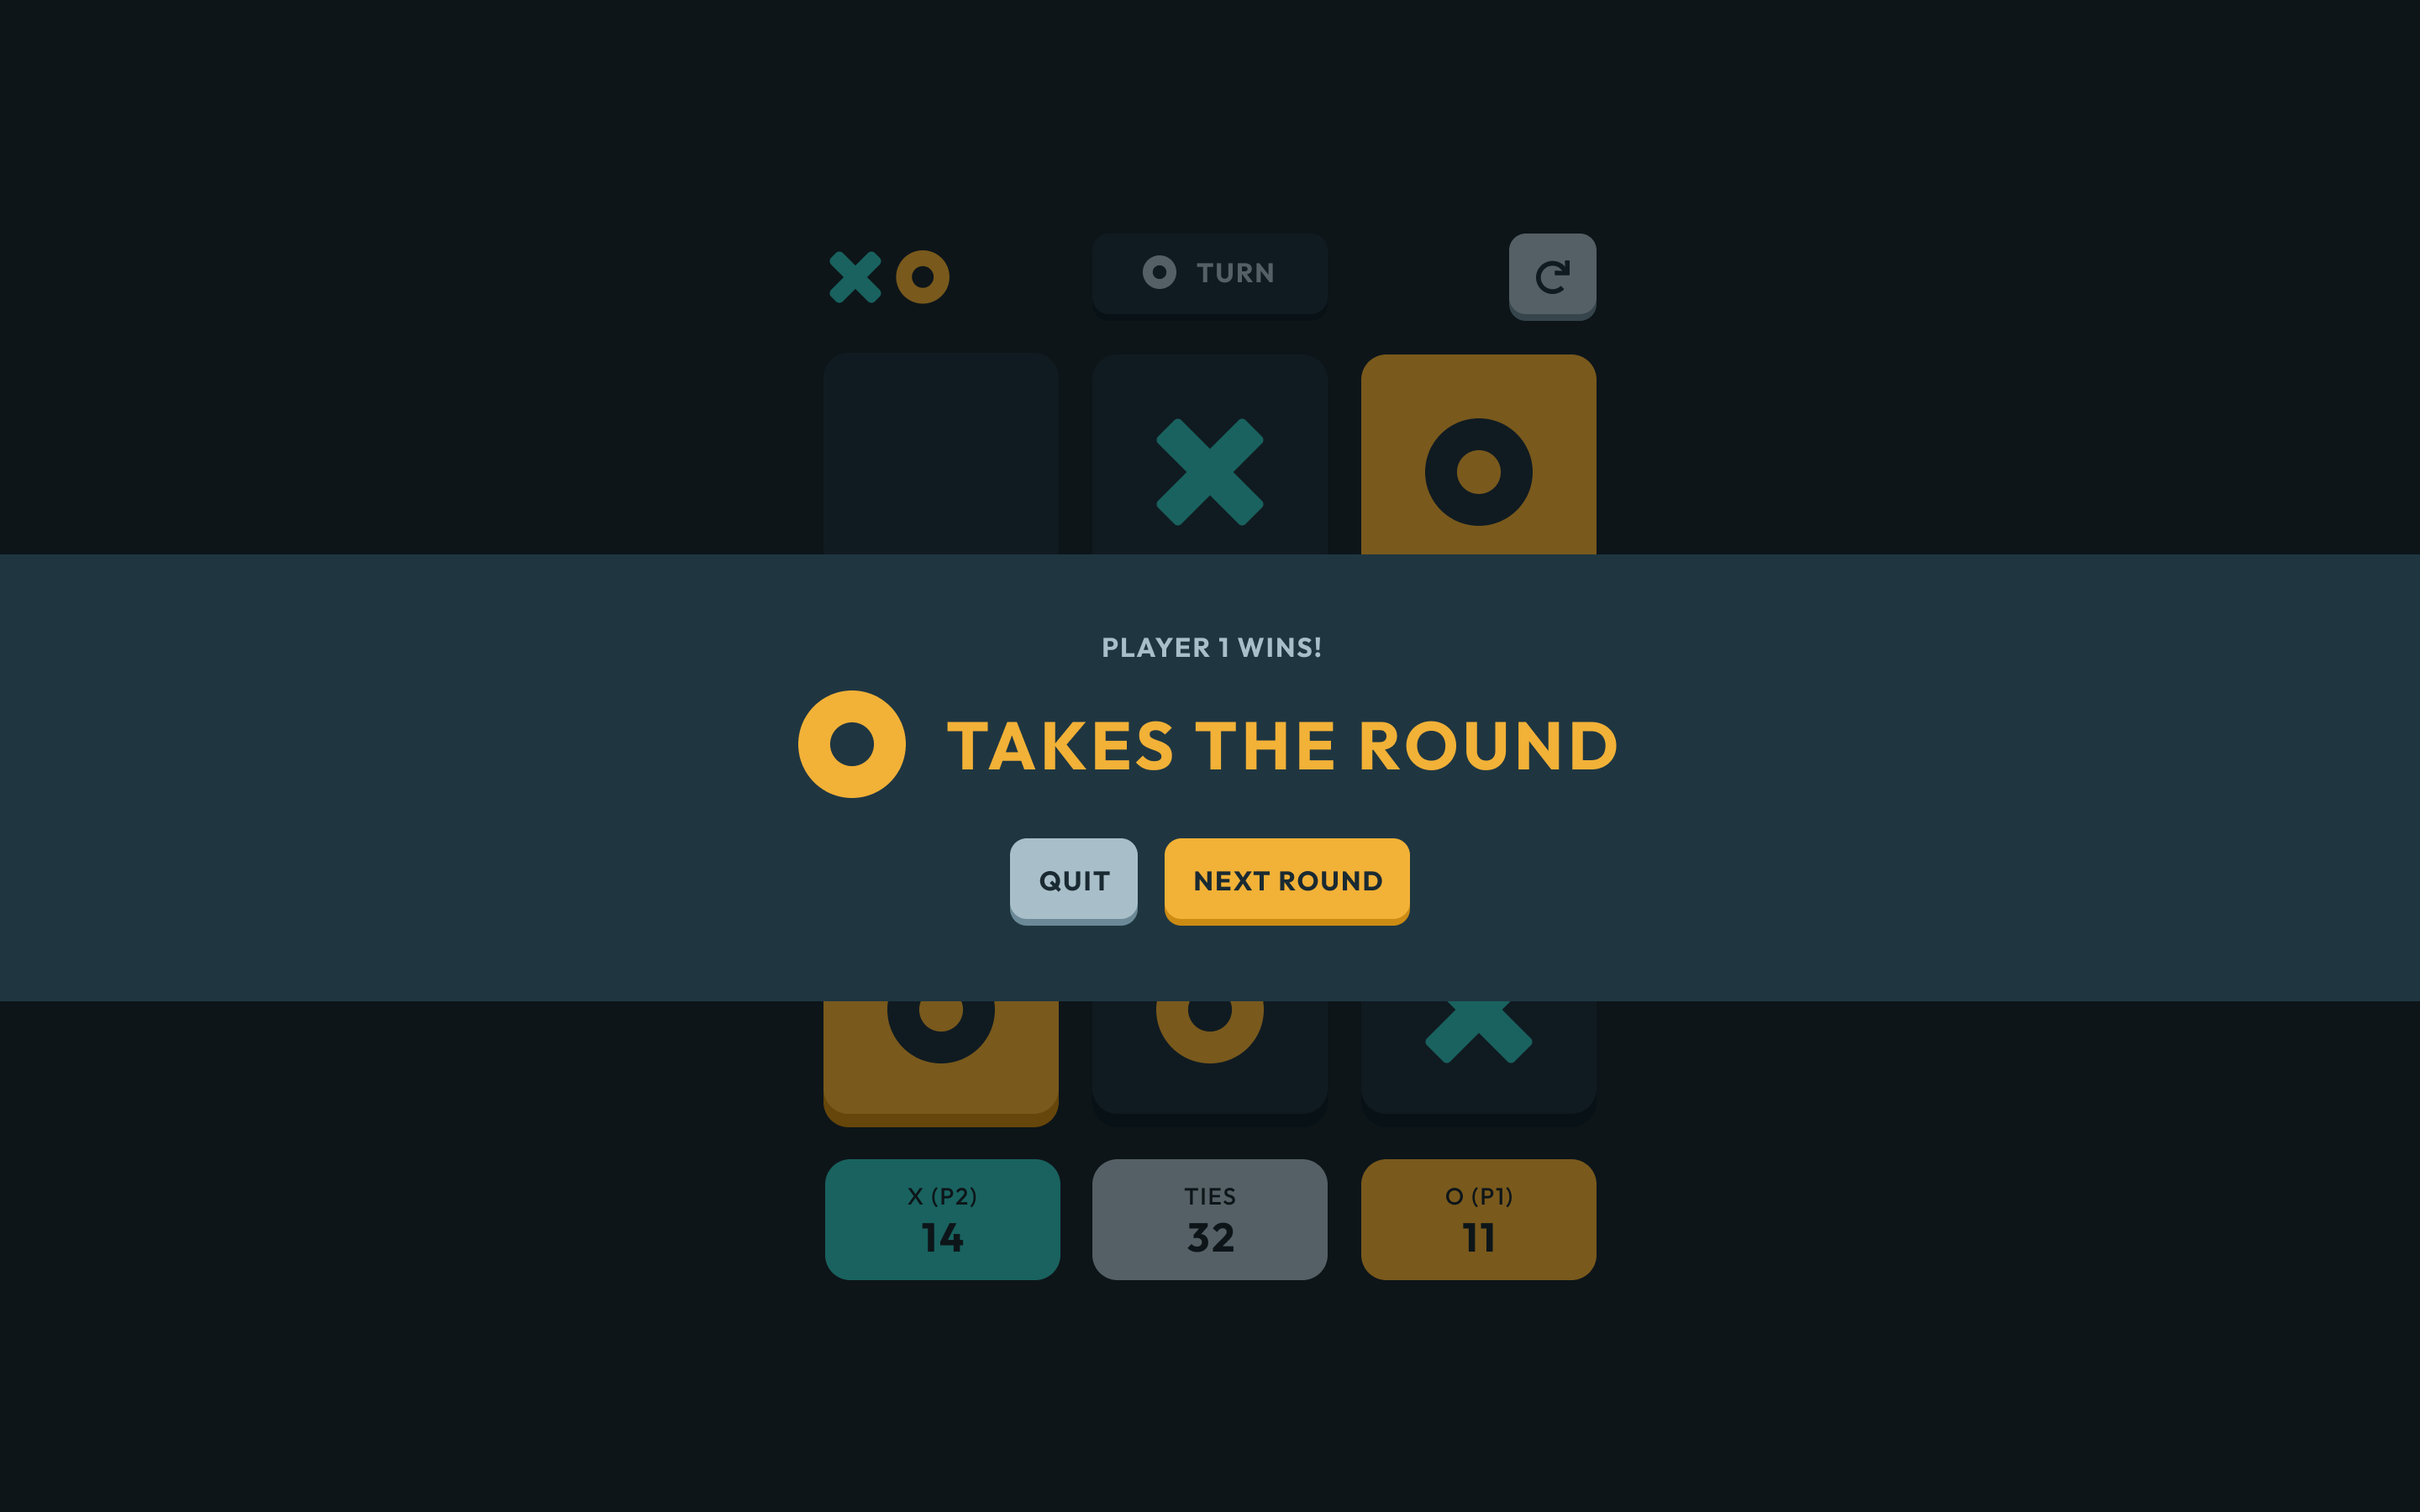 TURN
PLAYER 1 WINS!
TAKES THE ROUND
QUIT
NEXT ROUND
X (P2)
14
TIES
32
O (P1)
11